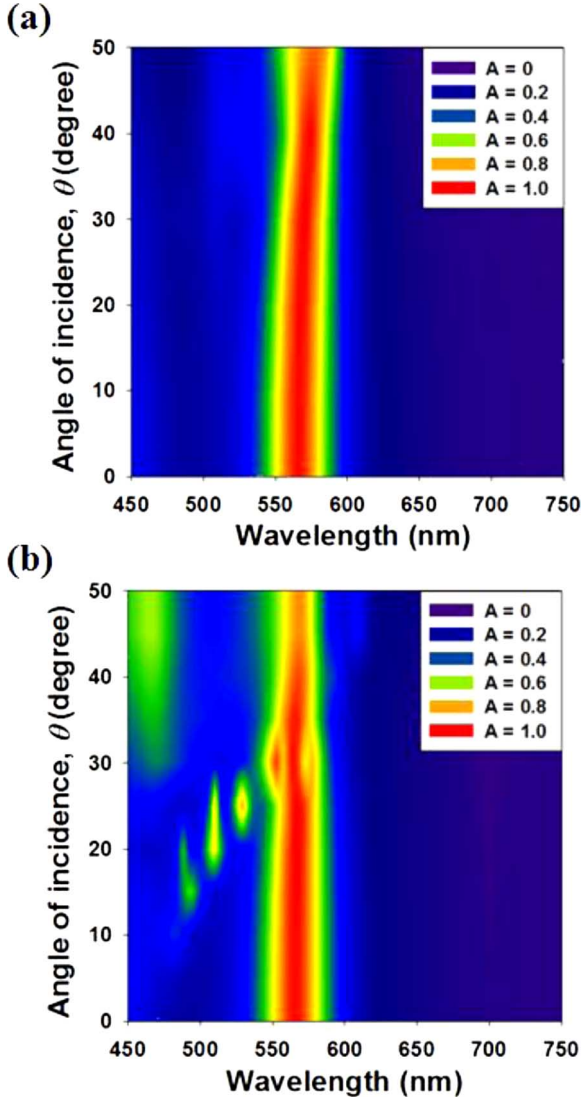 (a)
50
40
30
20
10
0
Angle of incidence, θ (degree)
A = 0
A = 0.2
A = 0.4
A = 0.6
A = 0.8
A = 1.0
450 500 550 600 650 700 750
Wavelength (nm)
(b)
50
40
30
20
10
0
Angle of incidence, θ (degree)
A = 0
A = 0.2
A = 0.4
A = 0.6
A = 0.8
A = 1.0
450 500 550 600 650 700 750
Wavelength (nm)